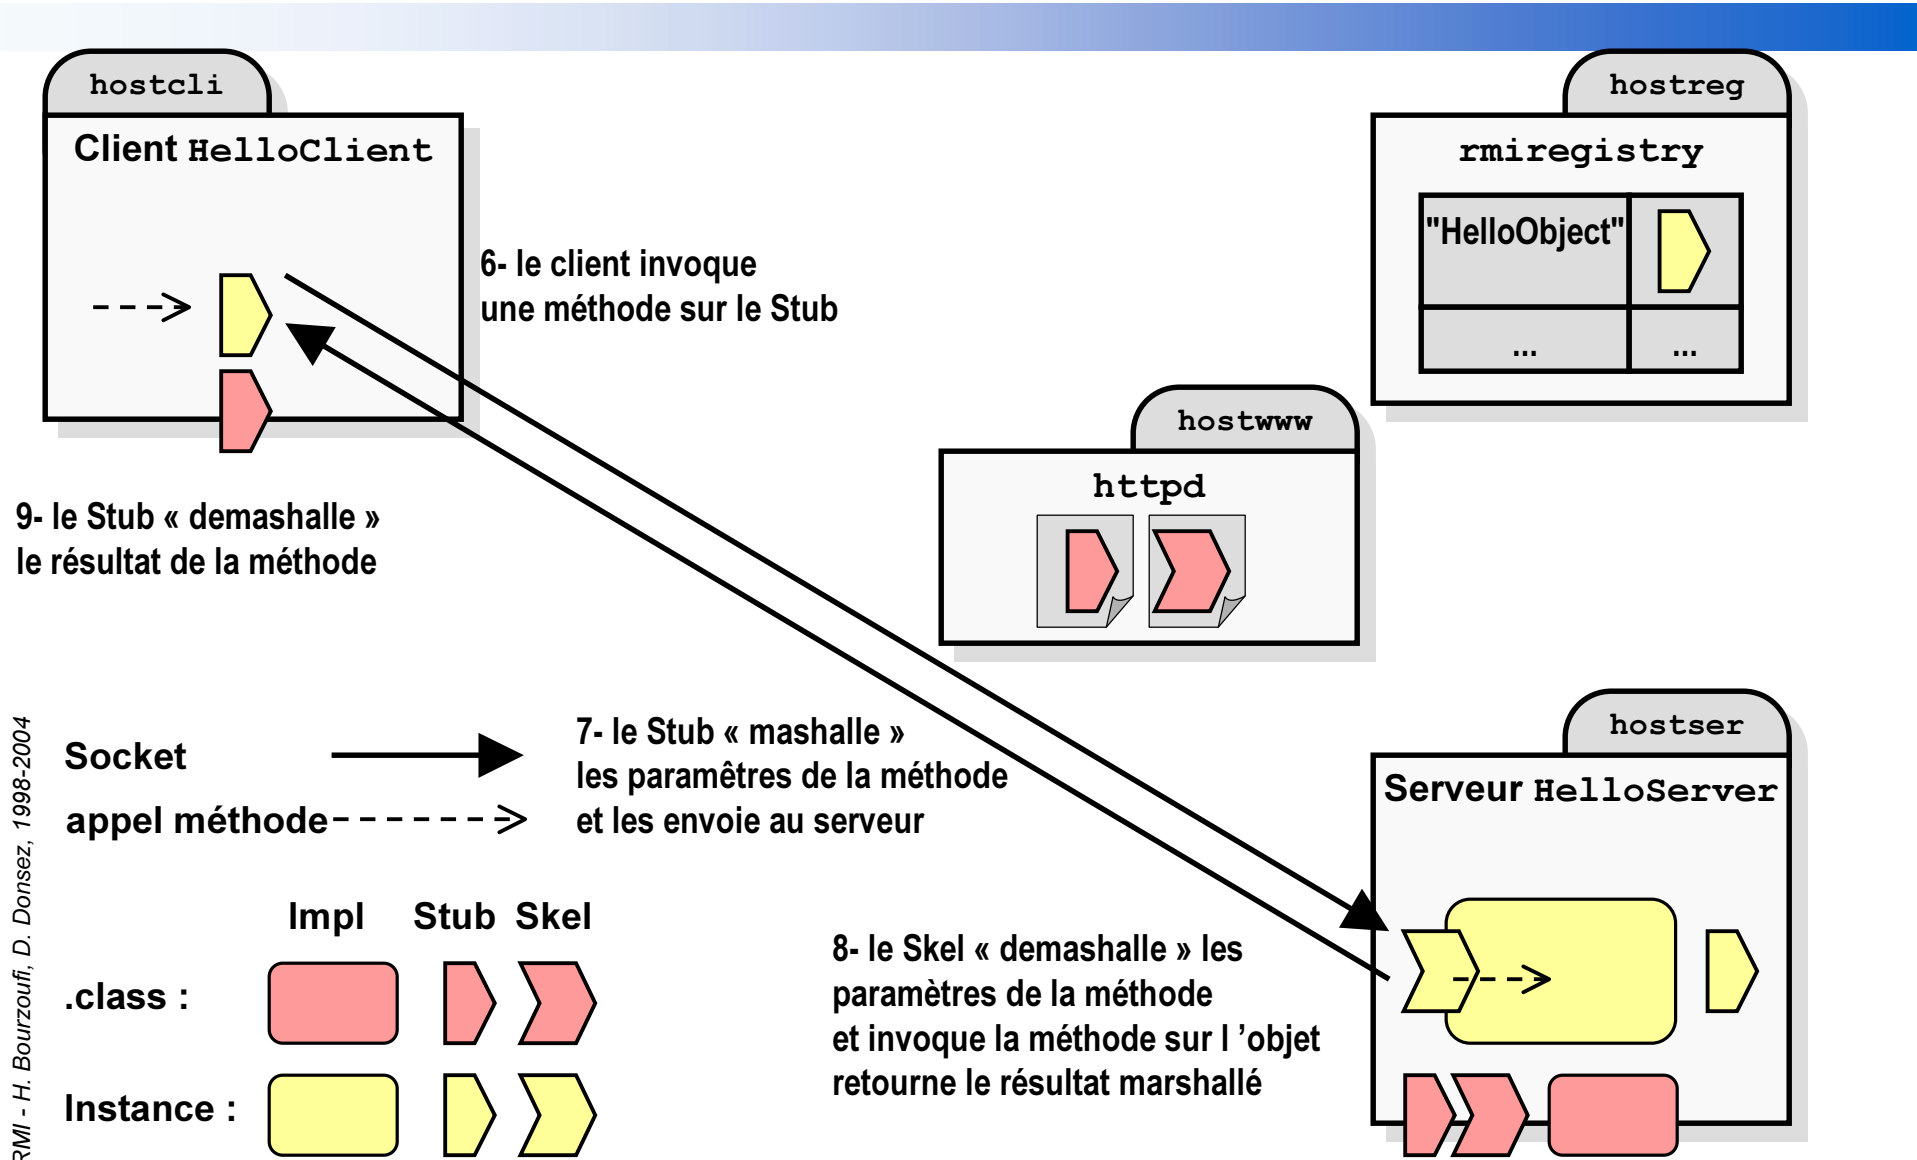 hostcli
Client HelloClient
6- le client invoque
une méthode sur le Stub
hostreg
rmiregistry
"HelloObject"
... ...
hostwww
httpd
9- le Stub « demashalle »
le résultat de la méthode
Socket
appel méthode
7- le Stub « mashalle »
les paramêtres de la méthode
et les envoie au serveur
hostser
Serveur HelloServer
Impl Stub Skel
.class :
Instance :
8- le Skel « demashalle » les
paramètres de la méthode
et invoque la méthode sur l ’objet
retourne le résultat marshallé
RMI - H. Bourzoufi, D. Donsez, 1998-2004